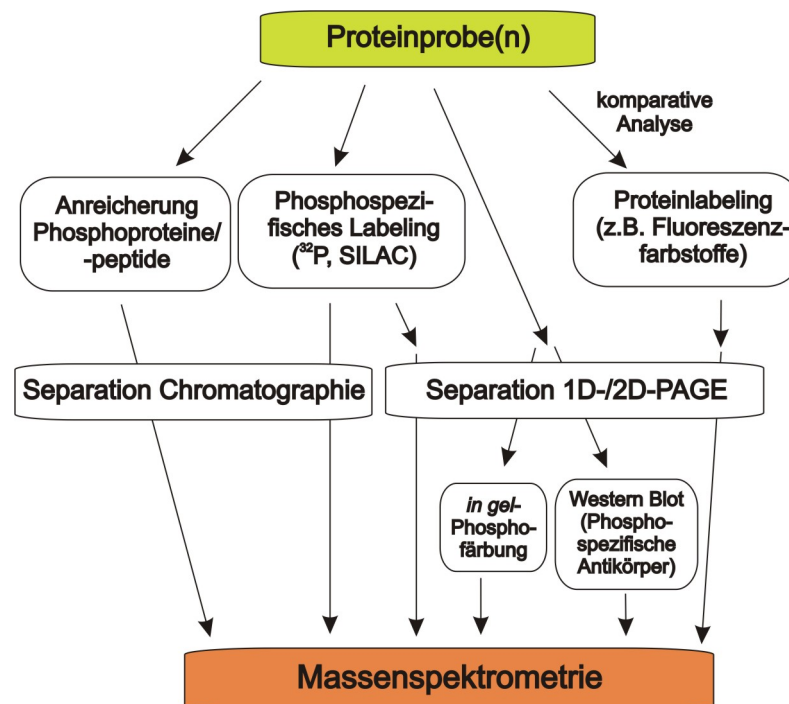 Proteinprobe(n)
komparative
Analyse
Anreicherung
Phosphoproteine/
-peptide
Phosphospezi-
fisches Labeling
(³²P, SILAC)
Proteinlabeling
(z.B. Fluoreszenz-
farbstoffe)
Separation Chromatographie
Separation 1D-/2D-PAGE
in gel-
Phospho-
färbung
Western Blot
(Phospho-
spezifische
Antikörper)
Massenspektrometrie